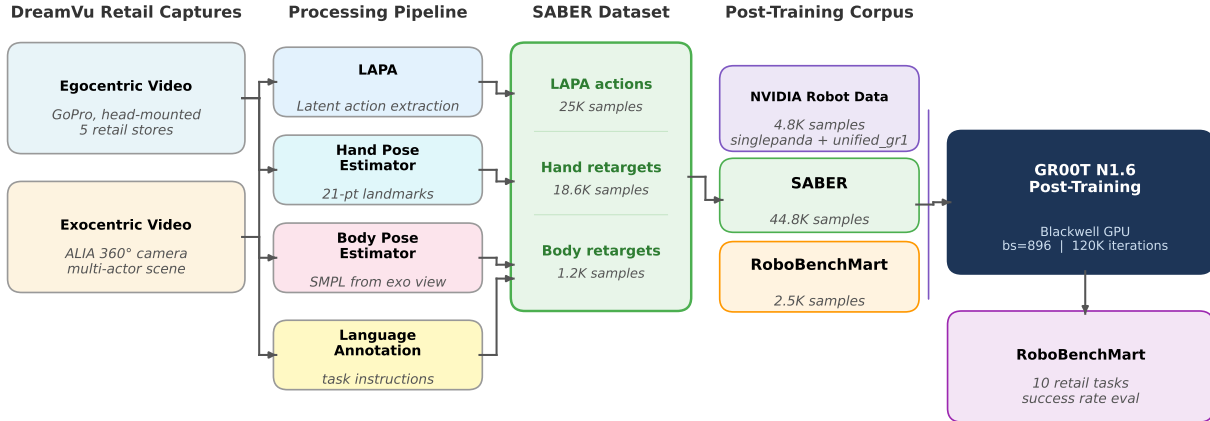 DreamVu Retail Captures
Processing Pipeline
SABER Dataset
Post-Training Corpus
Egocentric Video
GoPro, head-mounted
5 retail stores
Exocentric Video
ALIA 360° camera
multi-actor scene
LAPA
Latent action extraction
Hand Pose
Estimator
21-pt landmarks
Body Pose
Estimator
SMPL from exo view
Language
Annotation
task instructions
LAPA actions
25K samples
Hand retargets
18.6K samples
Body retargets
1.2K samples
NVIDIA Robot Data
4.8K samples
singlepanda + unified_gr1
SABER
44.8K samples
RoboBenchMart
2.5K samples
GR00T N1.6
Post-Training
Blackwell GPU
bs=896 | 120K iterations
RoboBenchMart
10 retail tasks
success rate eval